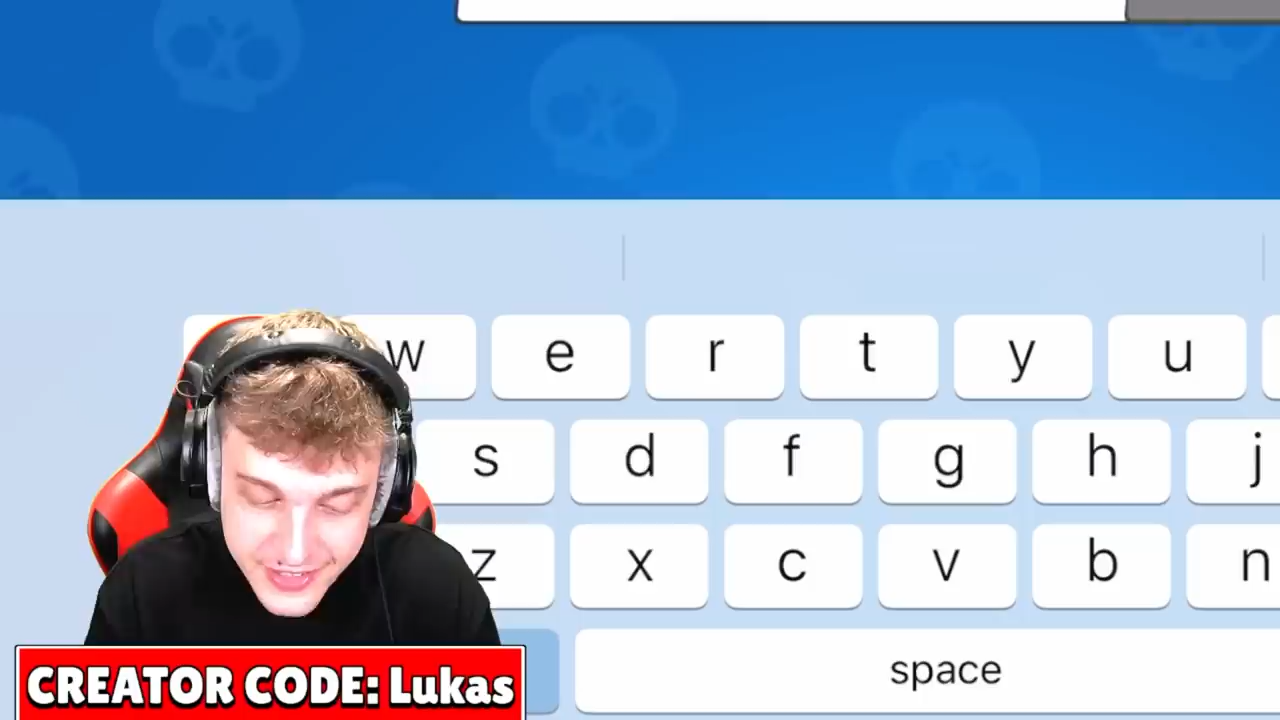 w e r t y u
s d f g h j
z x c v b n
space
CREATOR CODE: Lukas